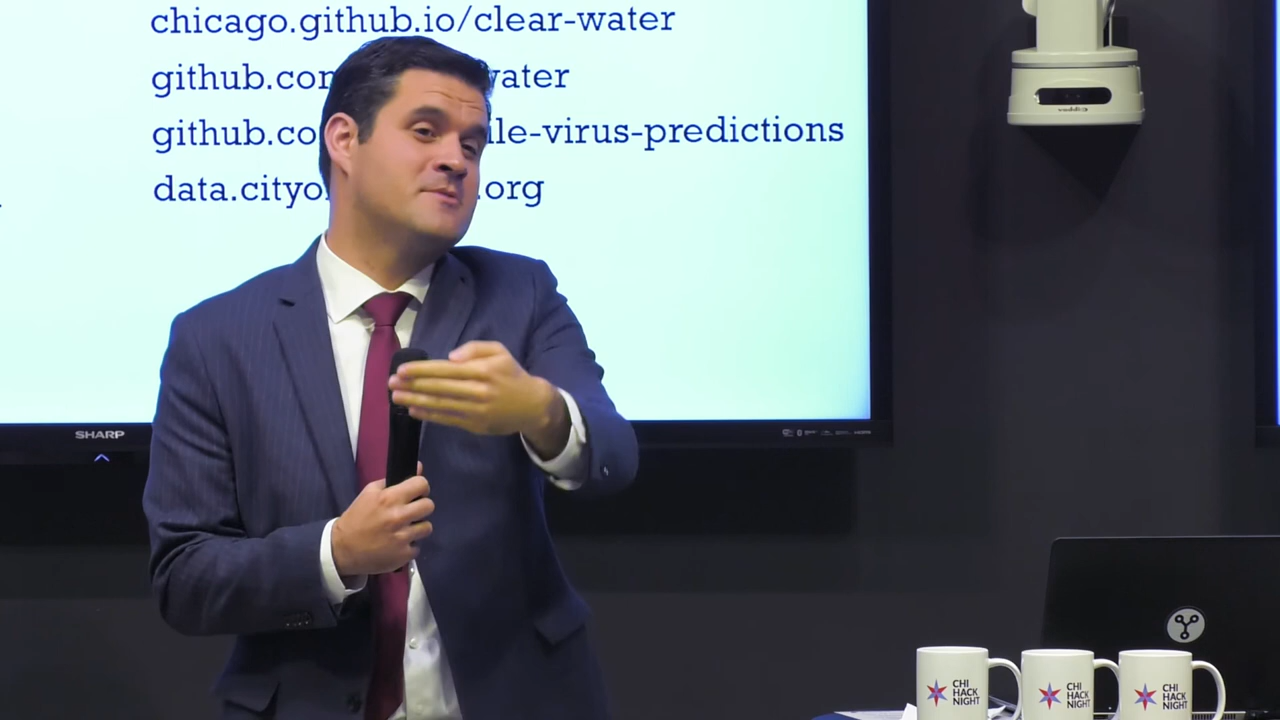 chicago.github.io/clear-water
github.co water
github.co ile-virus-predictions
data.cityo .org
SHARP
CHI
HACK
NIGHT
CHI
HACK
NIGHT
CHI
HACK
NIGHT